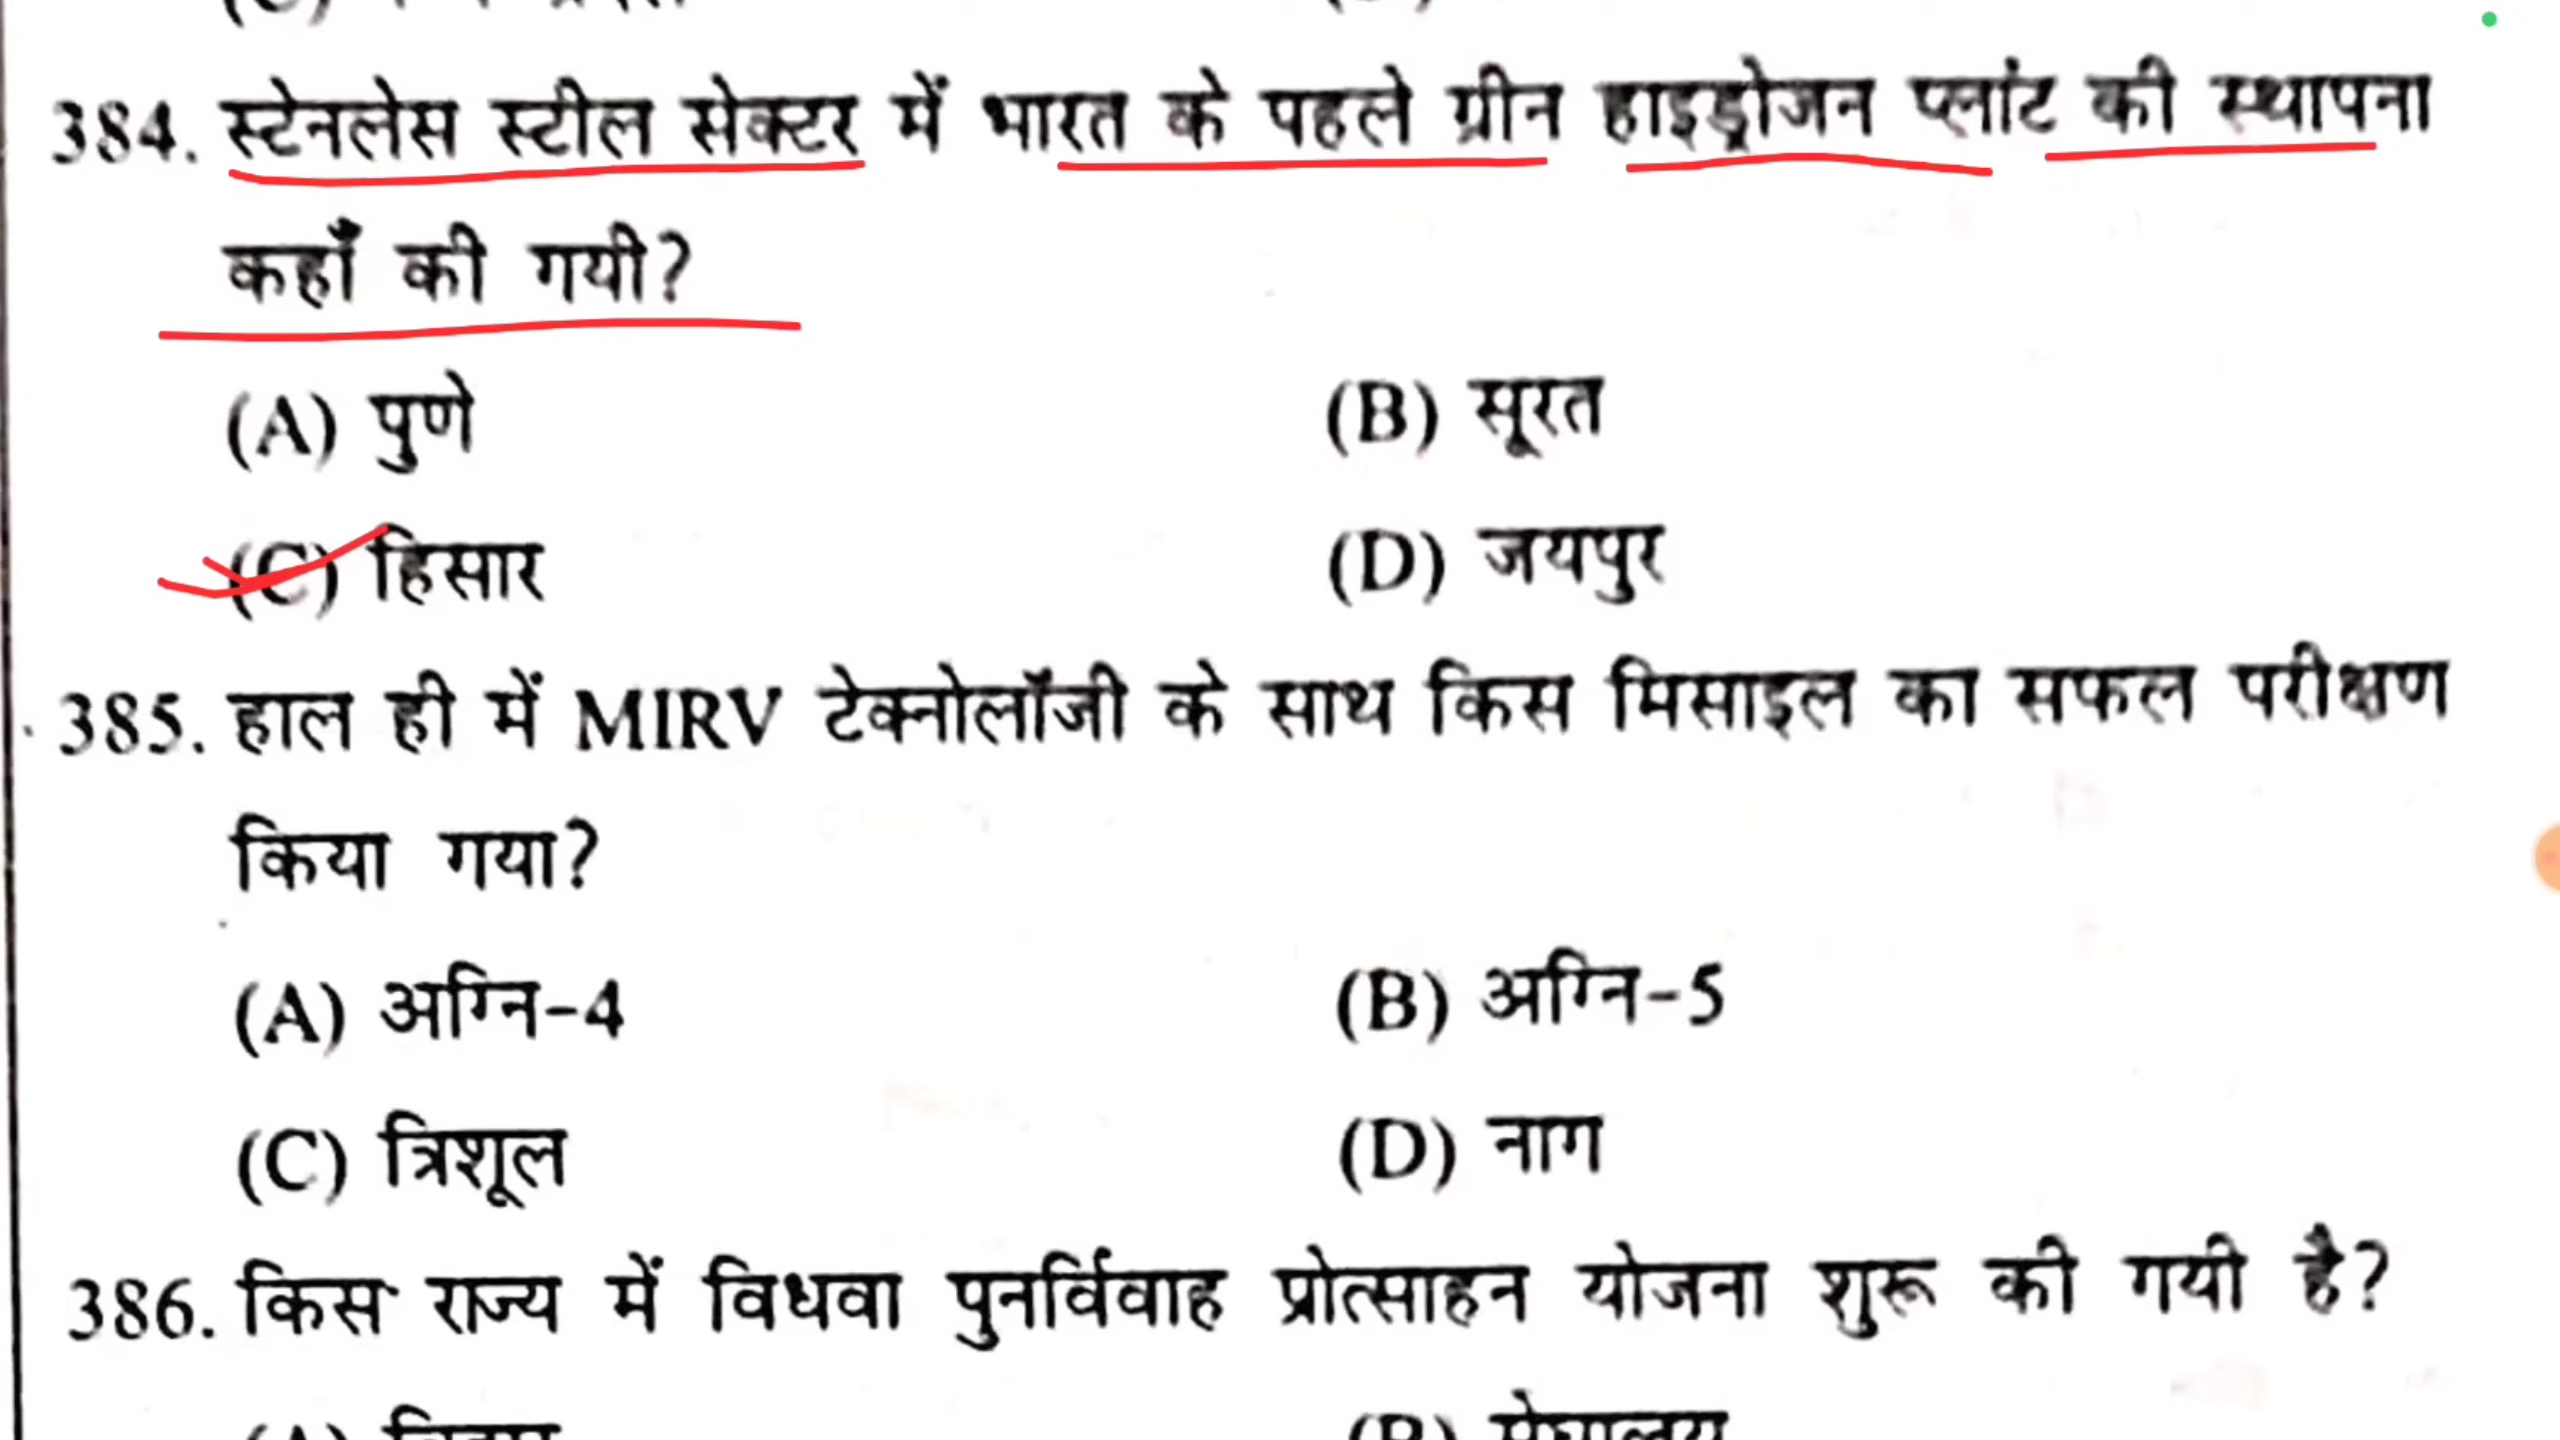 384. स्टेनलेस स्टील सेक्टर में भारत के पहले ग्रीन हाइड्रोजन प्लांट की स्थापना
कहाँ की गयी?
(A) पुणे (B) सूरत
(C) हिसार (D) जयपुर
385. हाल ही में MIRV टेक्नोलॉजी के साथ किस मिसाइल का सफल परीक्षण
किया गया?
(A) अग्नि-4 (B) अग्नि-5
(C) त्रिशूल (D) नाग
386. किस राज्य में विधवा पुनर्विवाह प्रोत्साहन योजना शुरू की गयी है?
(B) मेघालय